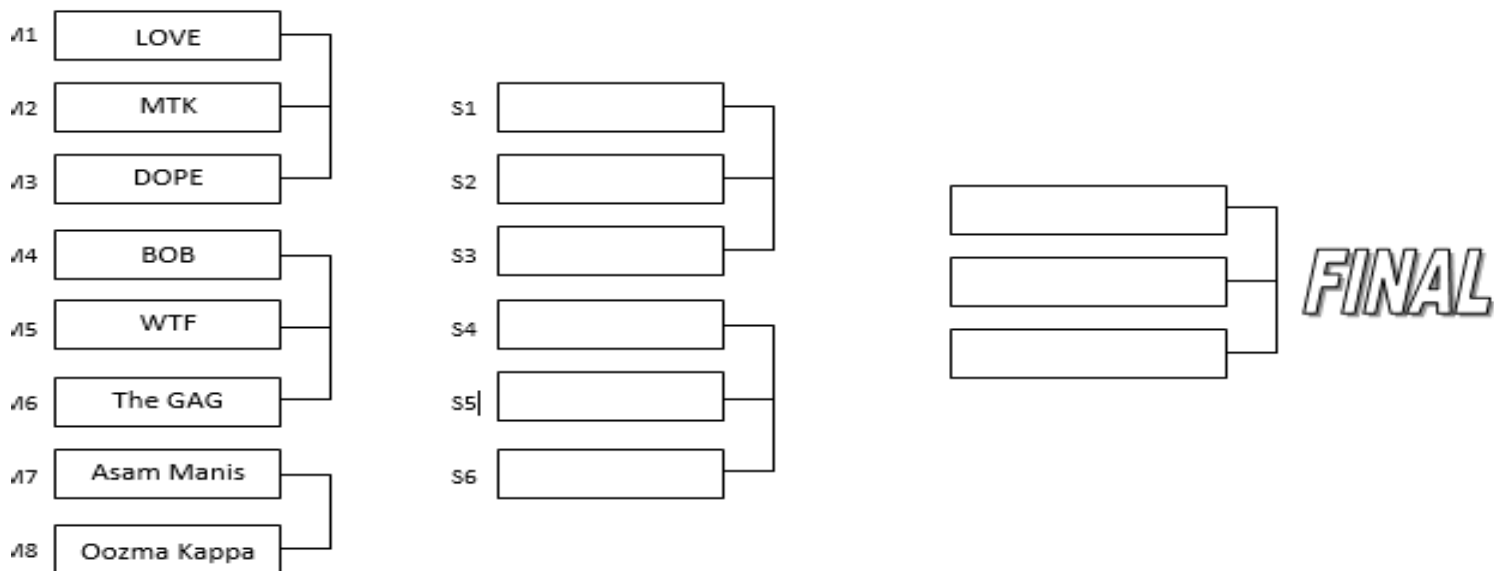 M1 LOVE
M2 MTK
M3 DOPE
M4 BOB
M5 WTF
M6 The GAG
M7 Asam Manis
M8 Oozma Kappa
S1
S2
S3
S4
S5
S6
FINAL